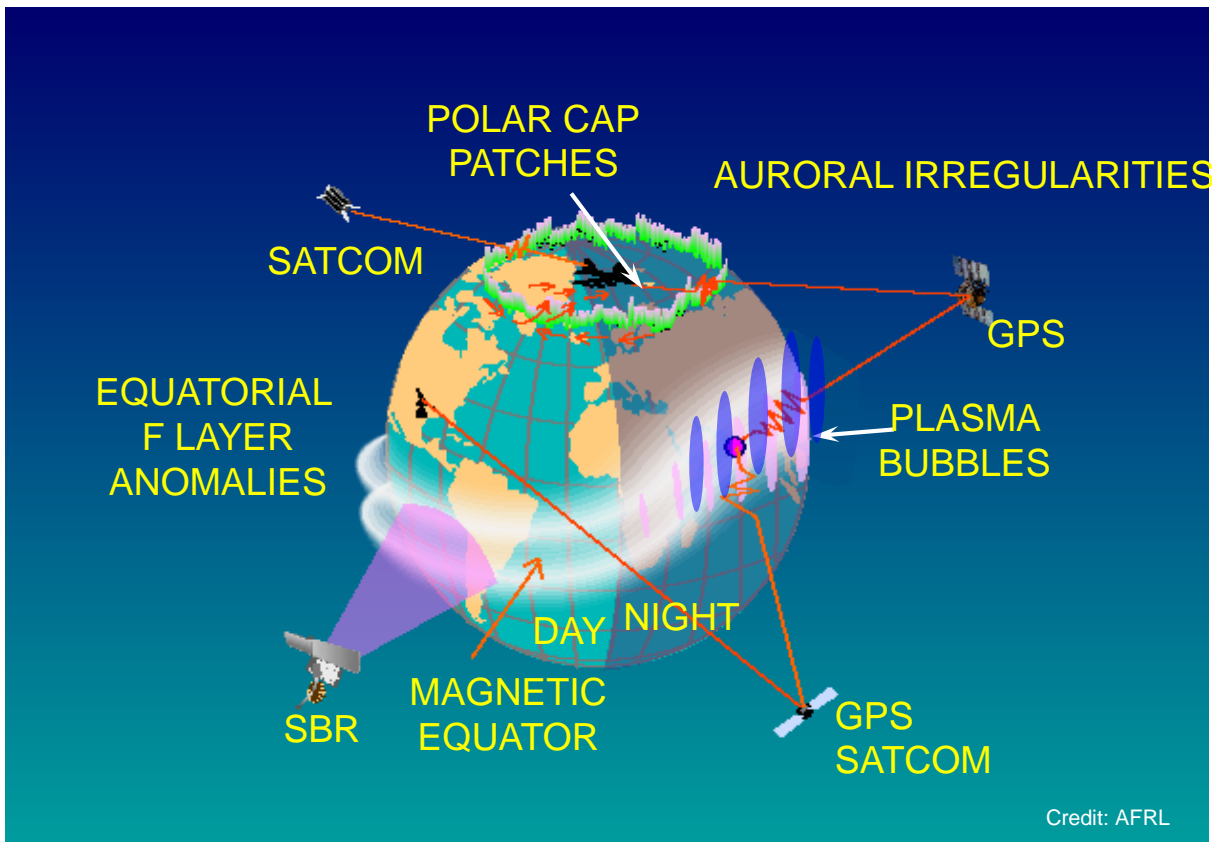 POLAR CAP
PATCHES
AURORAL IRREGULARITIES
SATCOM
GPS
EQUATORIAL
F LAYER
ANOMALIES
PLASMA
BUBBLES
DAY
NIGHT
MAGNETIC
EQUATOR
SBR
GPS
SATCOM
Credit: AFRL